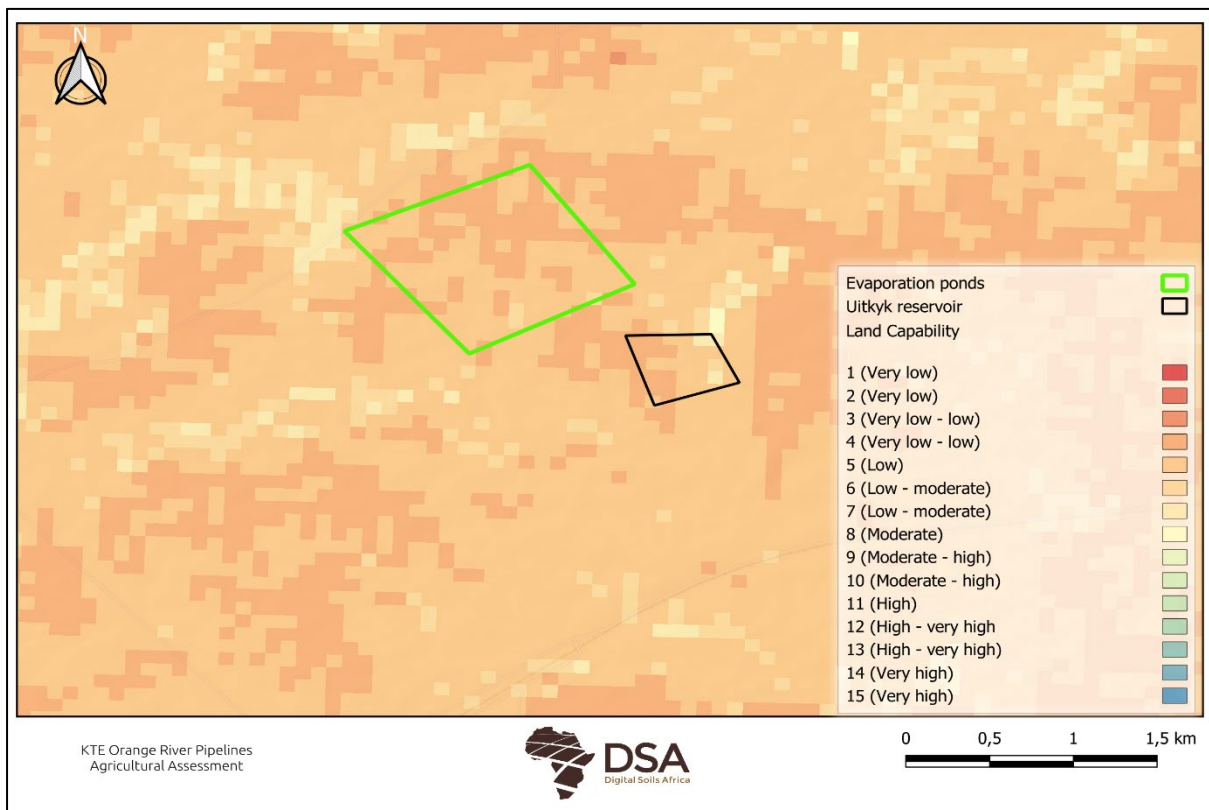 N
Evaporation ponds
Uitkyk reservoir
Land Capability
1 (Very low)
2 (Very low)
3 (Very low - low)
4 (Very low - low)
5 (Low)
6 (Low - moderate)
7 (Low - moderate)
8 (Moderate)
9 (Moderate - high)
10 (Moderate - high)
11 (High)
12 (High - very high
13 (High - very high)
14 (Very high)
15 (Very high)
KTE Orange River Pipelines
Agricultural Assessment
DSA
Digital Soils Africa
0 0,5 1 1,5 km